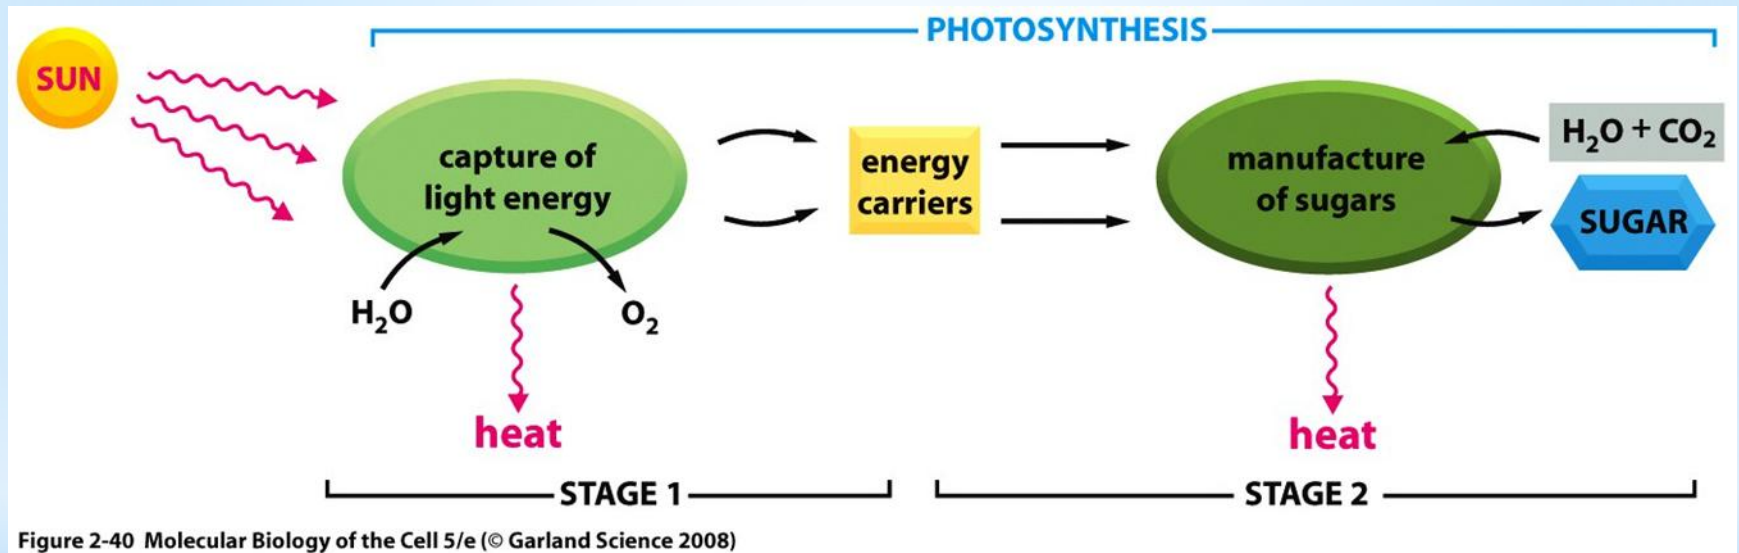 PHOTOSYNTHESIS
SUN
capture of
light energy
H₂O
O₂
heat
energy
carriers
manufacture
of sugars
H₂O + CO₂
SUGAR
heat
STAGE 1
STAGE 2
Figure 2-40 Molecular Biology of the Cell 5/e (© Garland Science 2008)